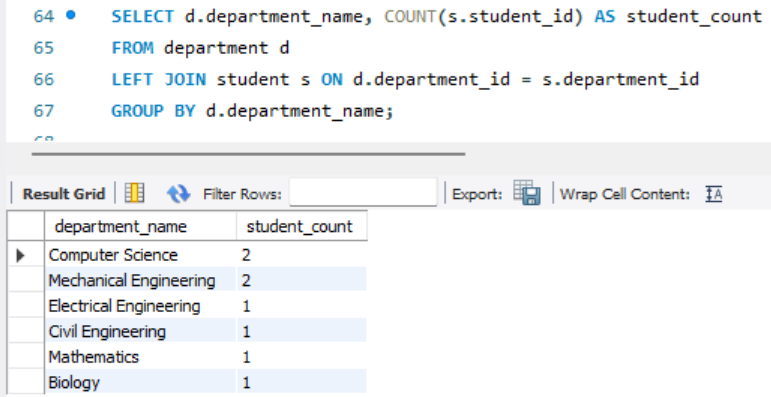 64 SELECT d.department_name, COUNT(s.student_id) AS student_count
65 FROM department d
66 LEFT JOIN student s ON d.department_id = s.department_id
67 GROUP BY d.department_name;
Result Grid Filter Rows: Export: Wrap Cell Content: IA
department_name student_count
Computer Science 2
Mechanical Engineering 2
Electrical Engineering 1
Civil Engineering 1
Mathematics 1
Biology 1